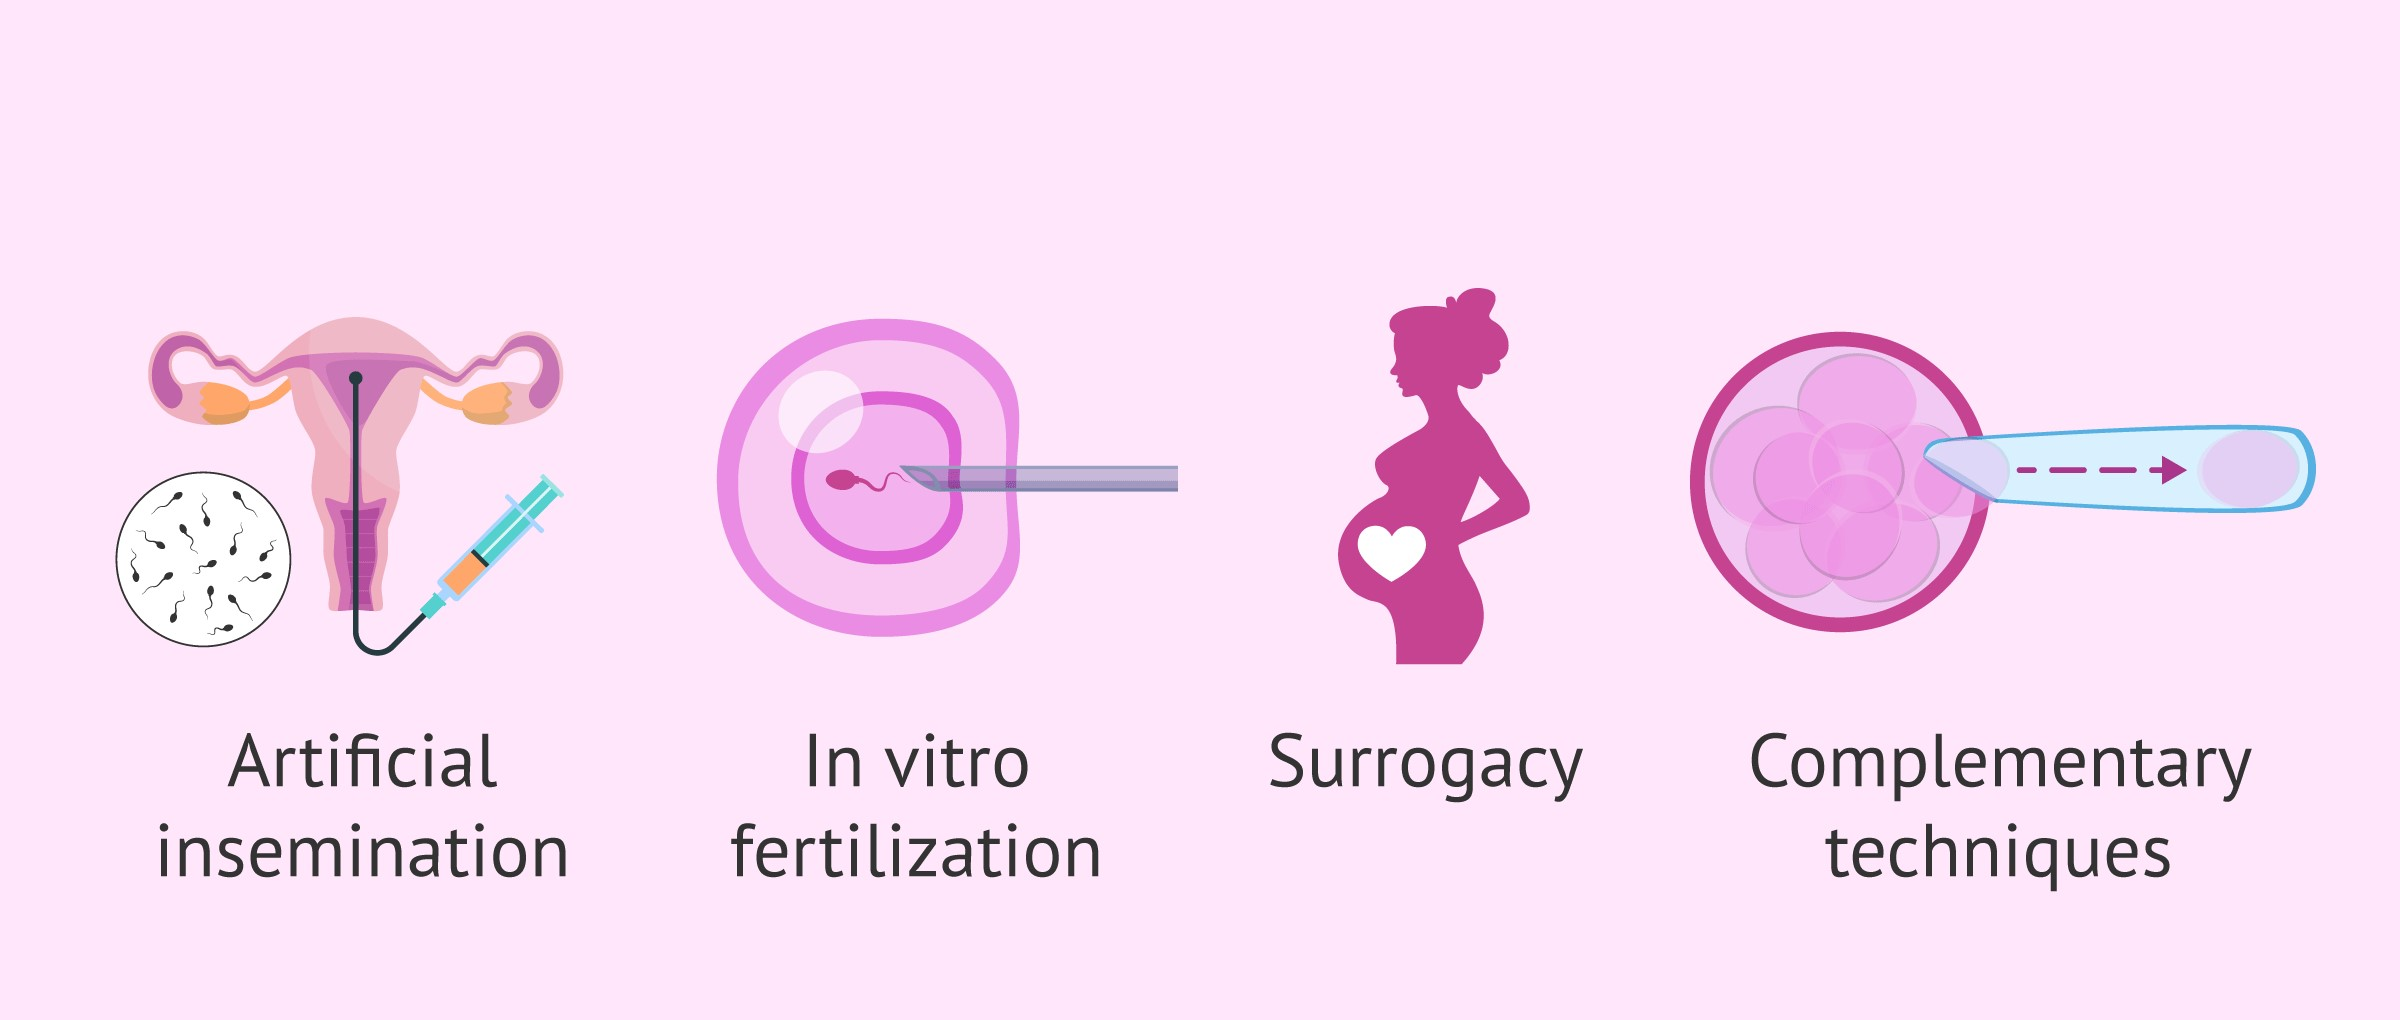 Artificial
insemination
In vitro
fertilization
Surrogacy
Complementary
techniques